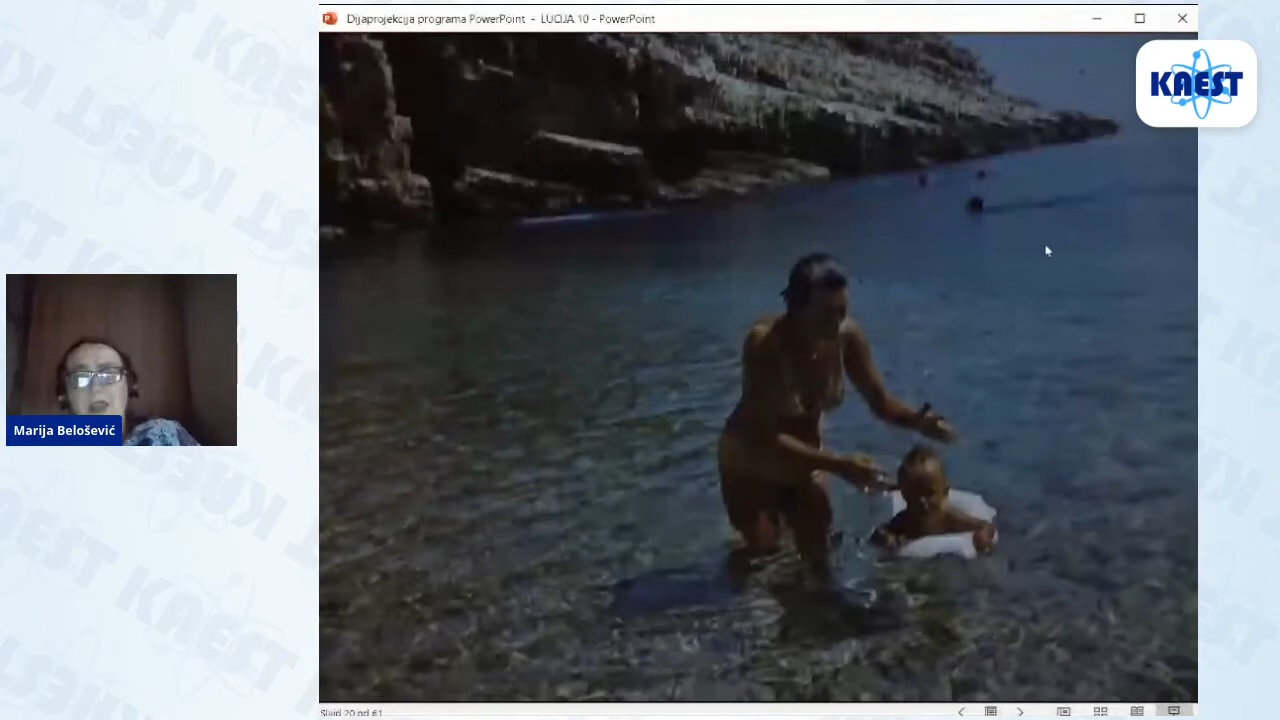 Dijaprojekcija programa PowerPoint - LUCIJA 10 - PowerPoint
KAEST
Marija Belošević
Slajd 20 od 61